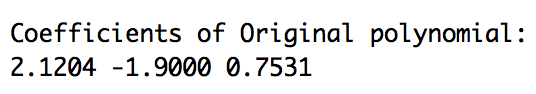 Coefficients of Original polynomial:
2.1204 -1.9000 0.7531